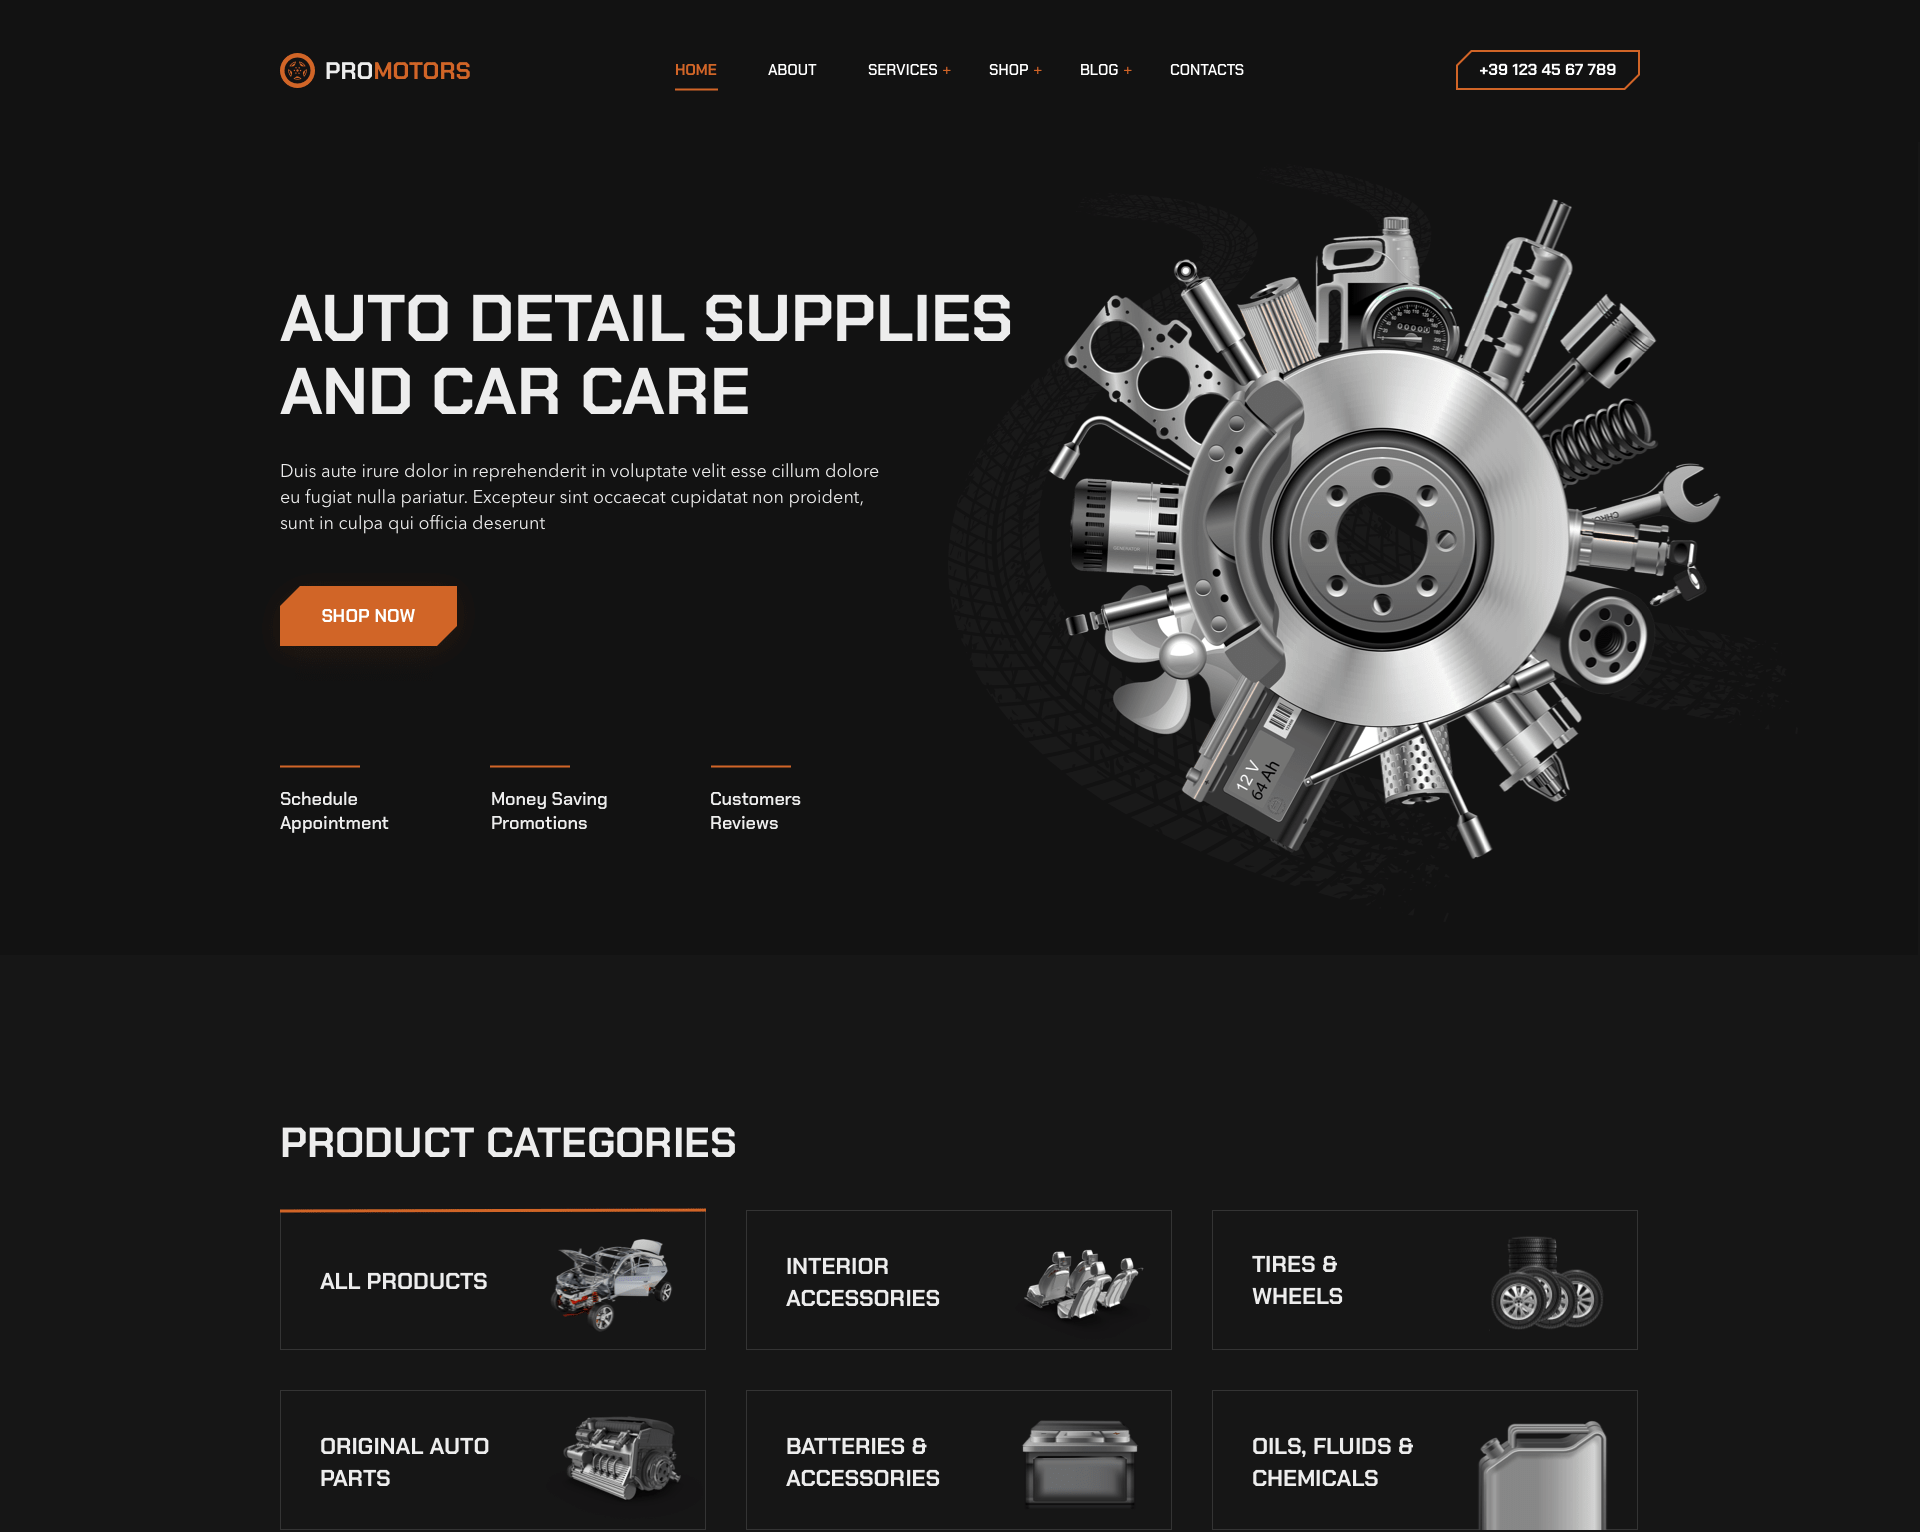 PROMOTORS
HOME ABOUT SERVICES + SHOP + BLOG + CONTACTS
+39 123 45 67 789
AUTO DETAIL SUPPLIES
AND CAR CARE
Duis aute irure dolor in reprehenderit in voluptate velit esse cillum dolore
eu fugiat nulla pariatur. Excepteur sint occaecat cupidatat non proident,
sunt in culpa qui officia deserunt
SHOP NOW
GENERATOR
12 V
64 Ah
Schedule
Appointment
Money Saving
Promotions
Customers
Reviews
PRODUCT CATEGORIES
ALL PRODUCTS
INTERIOR
ACCESSORIES
TIRES &
WHEELS
ORIGINAL AUTO
PARTS
BATTERIES &
ACCESSORIES
OILS, FLUIDS &
CHEMICALS